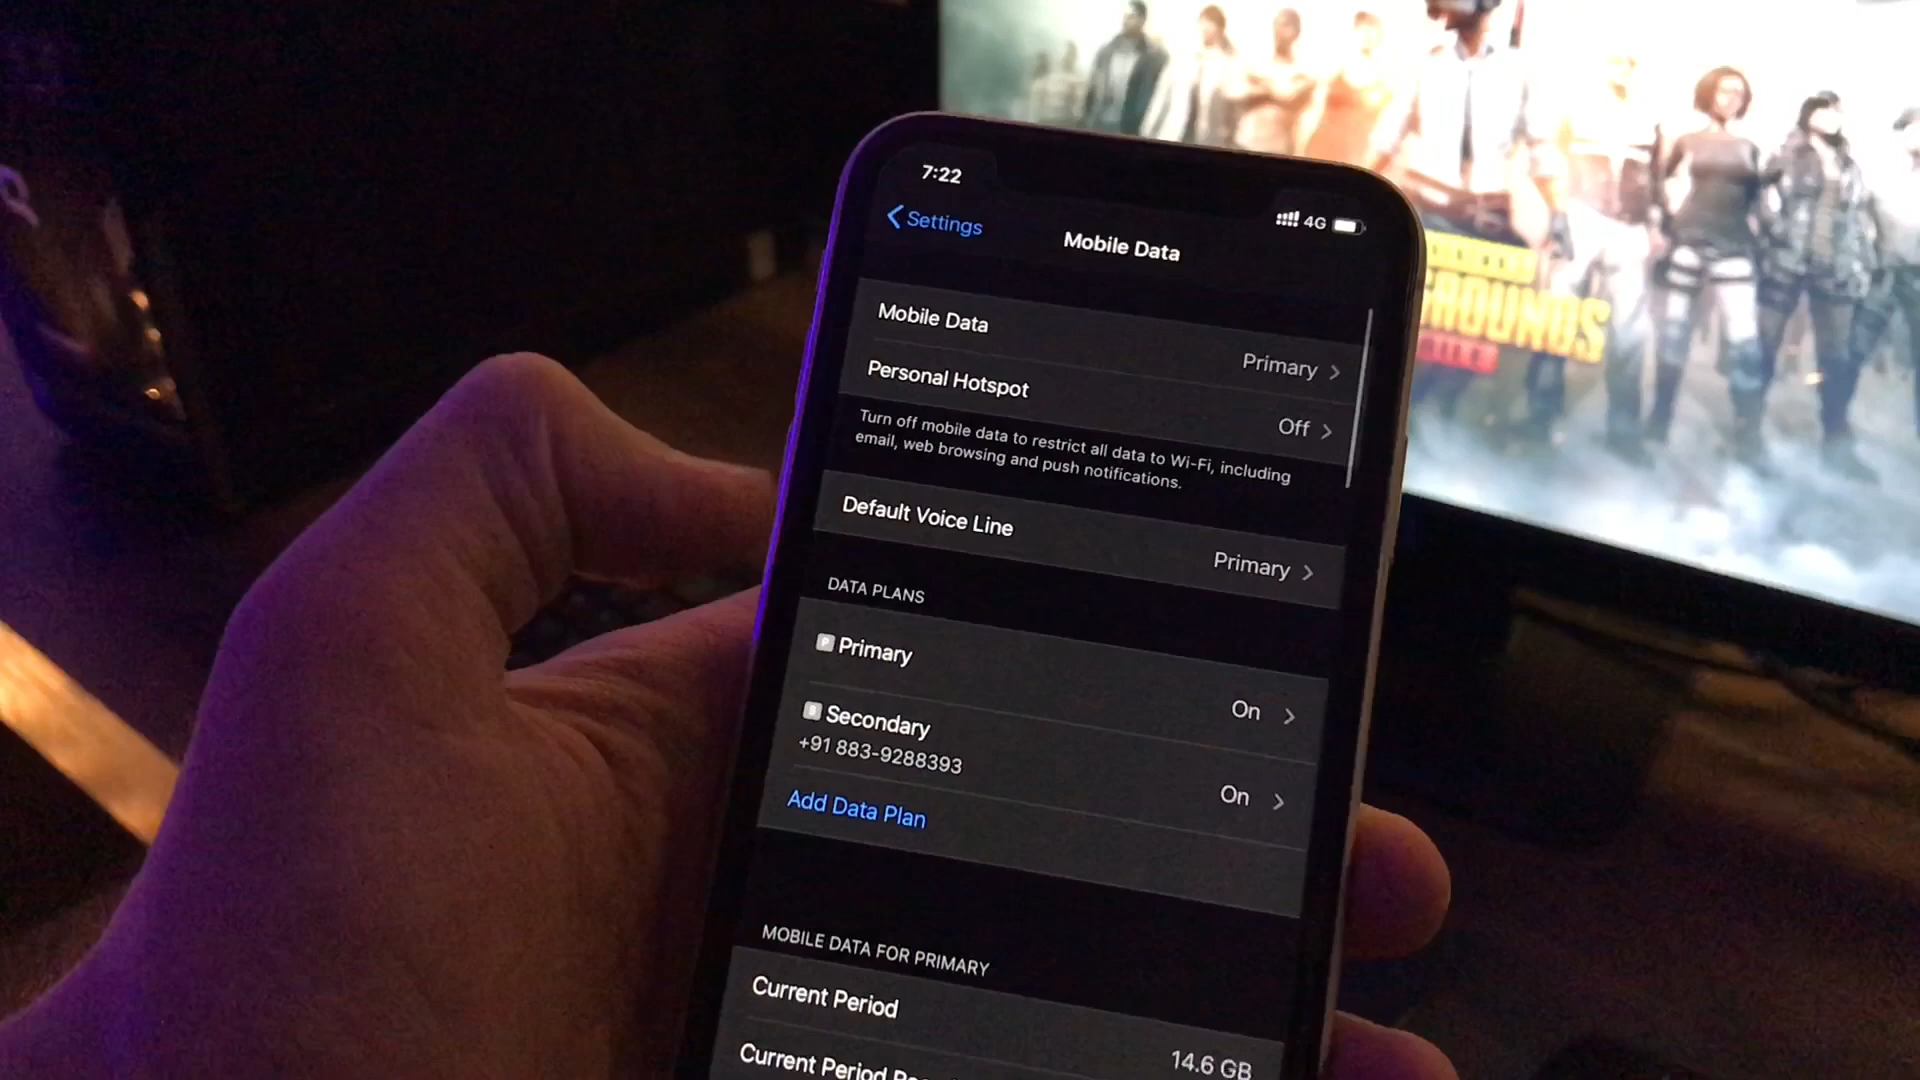 7:22
4G
Settings
Mobile Data
Mobile Data
Primary
Personal Hotspot
Off
Turn off mobile data to restrict all data to Wi-Fi, including
email, web browsing and push notifications.
Default Voice Line
Primary
DATA PLANS
P Primary
On
S Secondary
+91 883-9288393
On
Add Data Plan
MOBILE DATA FOR PRIMARY
Current Period
14.6 GB
Current Period